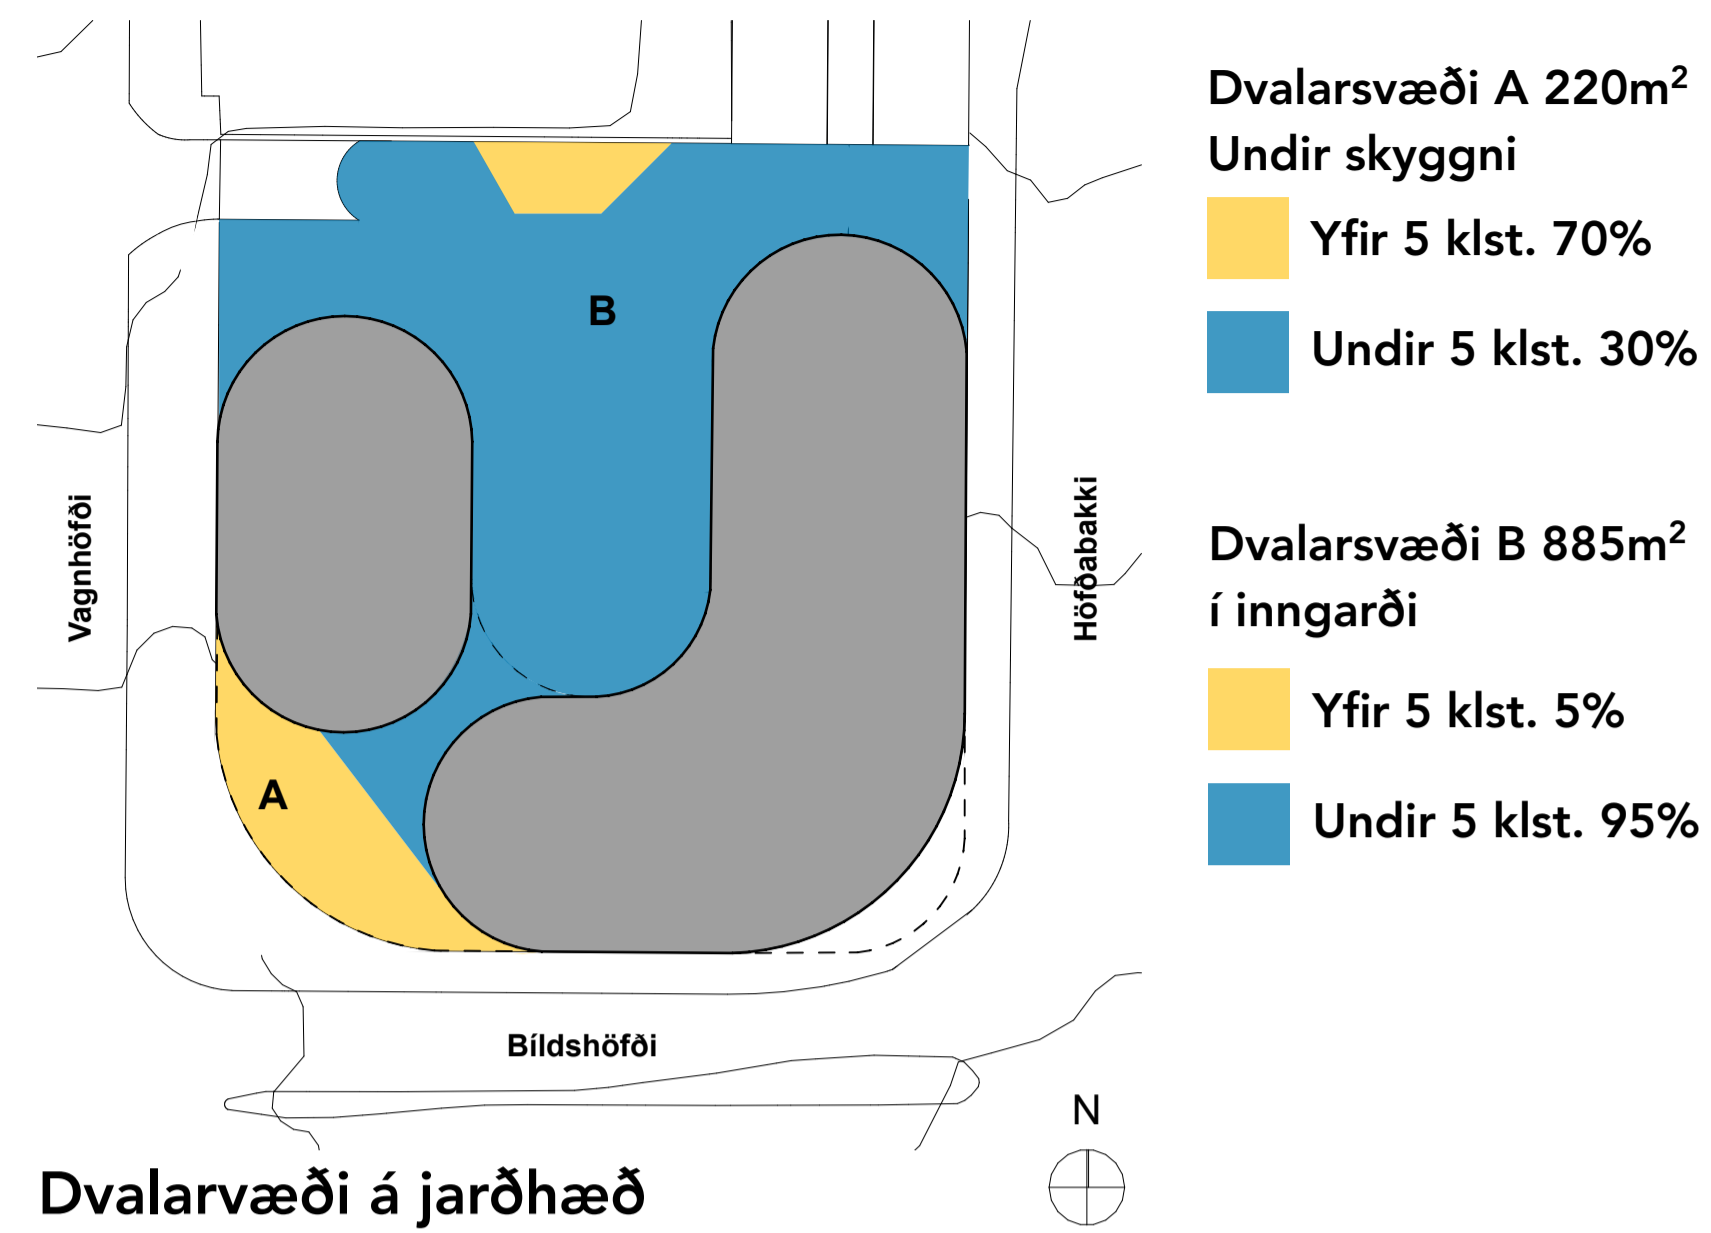 Dvalarsvæði A 220m²
Undir skyggni
Yfir 5 klst. 70%
Undir 5 klst. 30%
Dvalarsvæði B 885m²
í inngarði
Yfir 5 klst. 5%
Undir 5 klst. 95%
B
A
Vagnhöfði
Höfðabakki
Bíldshöfði
N
Dvalarvæði á jarðhæð